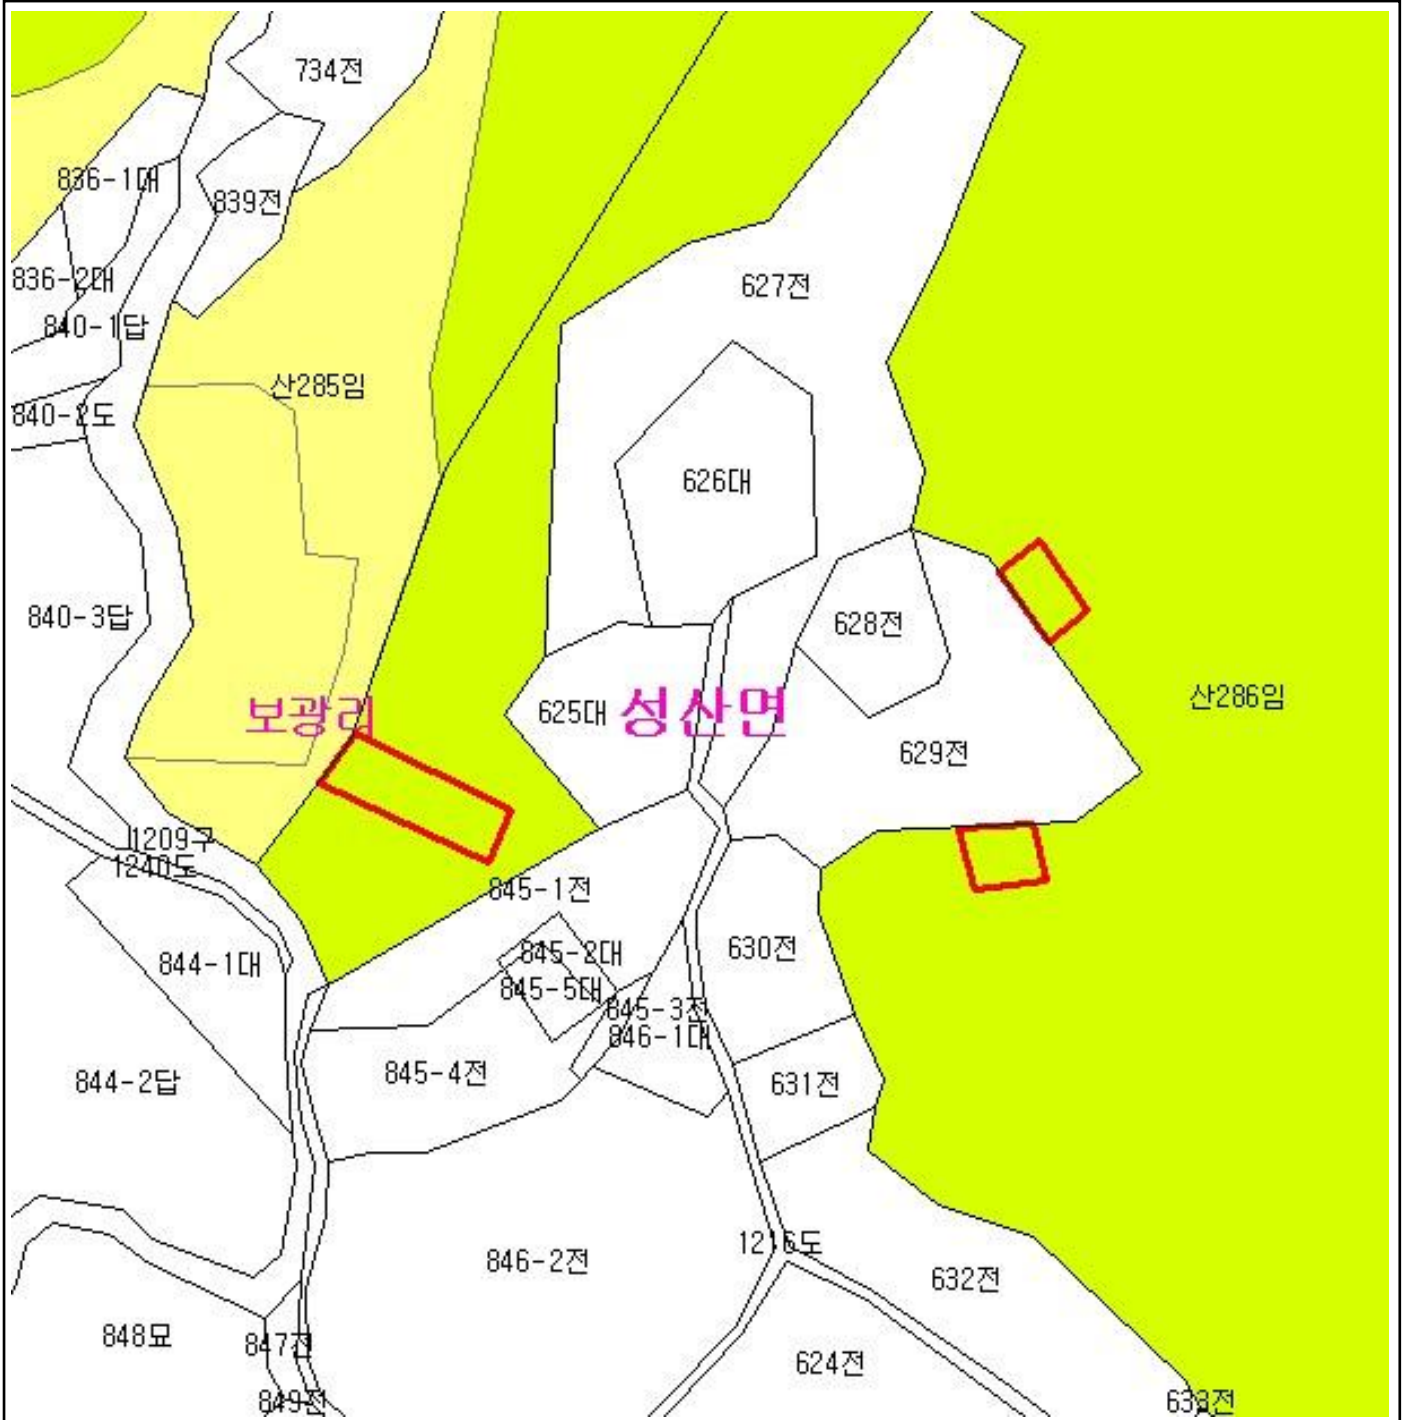 734전
836-1대
839전
836-2대
627전
840-1답
산285임
840-2도
626대
840-3답
628전
산286임
보광리
625대
성산면
629전
1209구
1240도
845-1전
630전
845-2대
844-1대
845-5대
845-3전
846-1대
845-4전
844-2답
631전
1216도
846-2전
632전
848묘
847전
624전
849전
633전